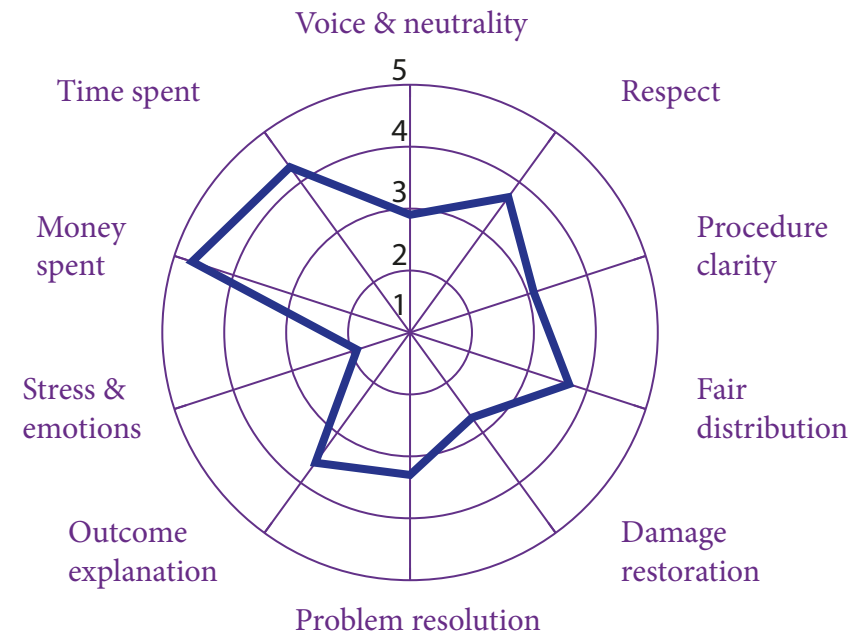 Voice & neutrality
5
Time spent
Respect
4
3
Money
spent
Procedure
clarity
2
1
Stress &
emotions
Fair
distribution
Outcome
explanation
Damage
restoration
Problem resolution